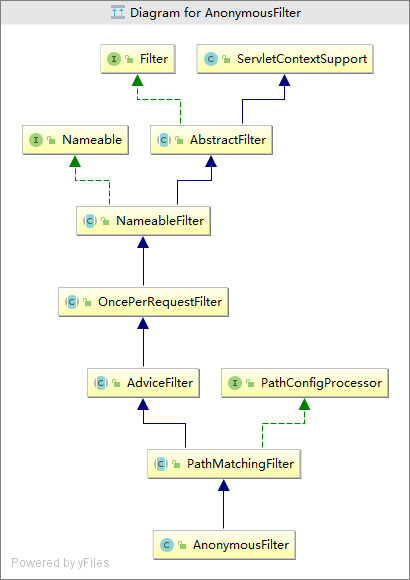 Diagram for AnonymousFilter
I Filter
C ServletContextSupport
I Nameable
C AbstractFilter
C NameableFilter
C OncePerRequestFilter
C AdviceFilter
I PathConfigProcessor
C PathMatchingFilter
C AnonymousFilter
Powered by yFiles